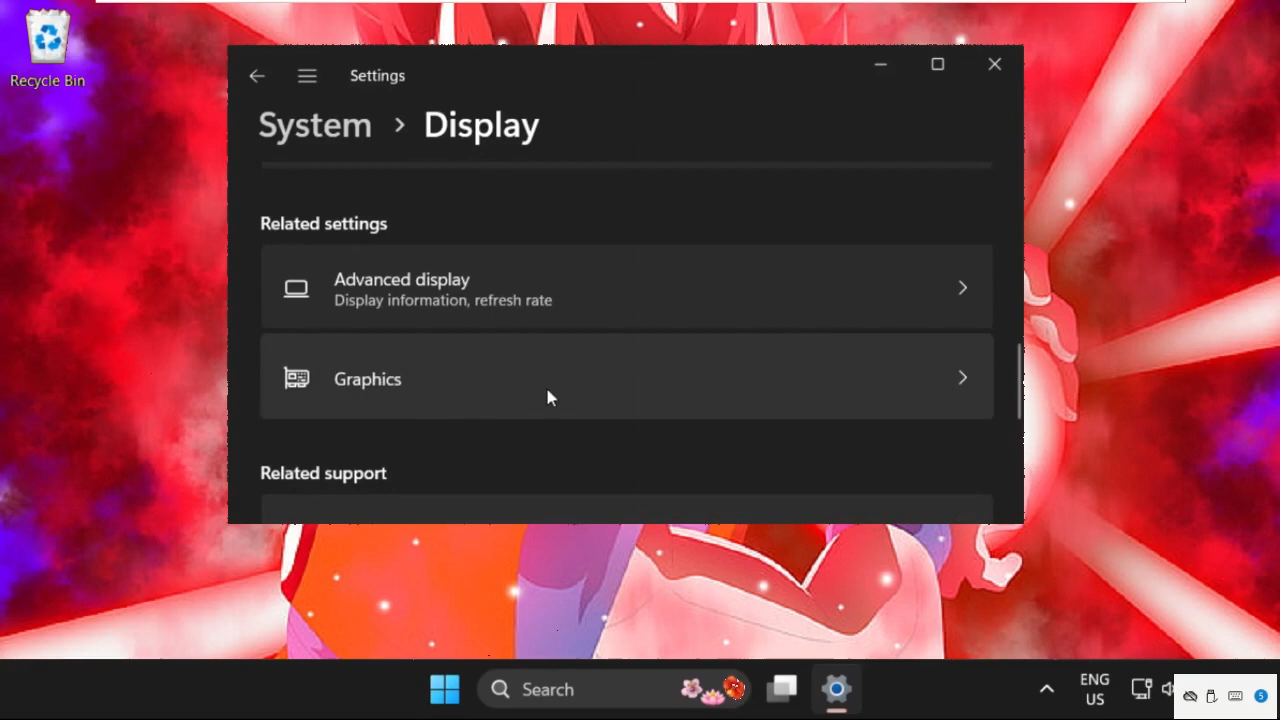 Recycle Bin
Settings
System > Display
Related settings
Advanced display
Display information, refresh rate
Graphics
Related support
Search
ENG
US
5